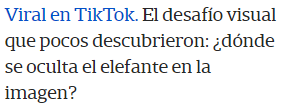 Viral en TikTok. El desafío visual
que pocos descubrieron: ¿dónde
se oculta el elefante en la
imagen?